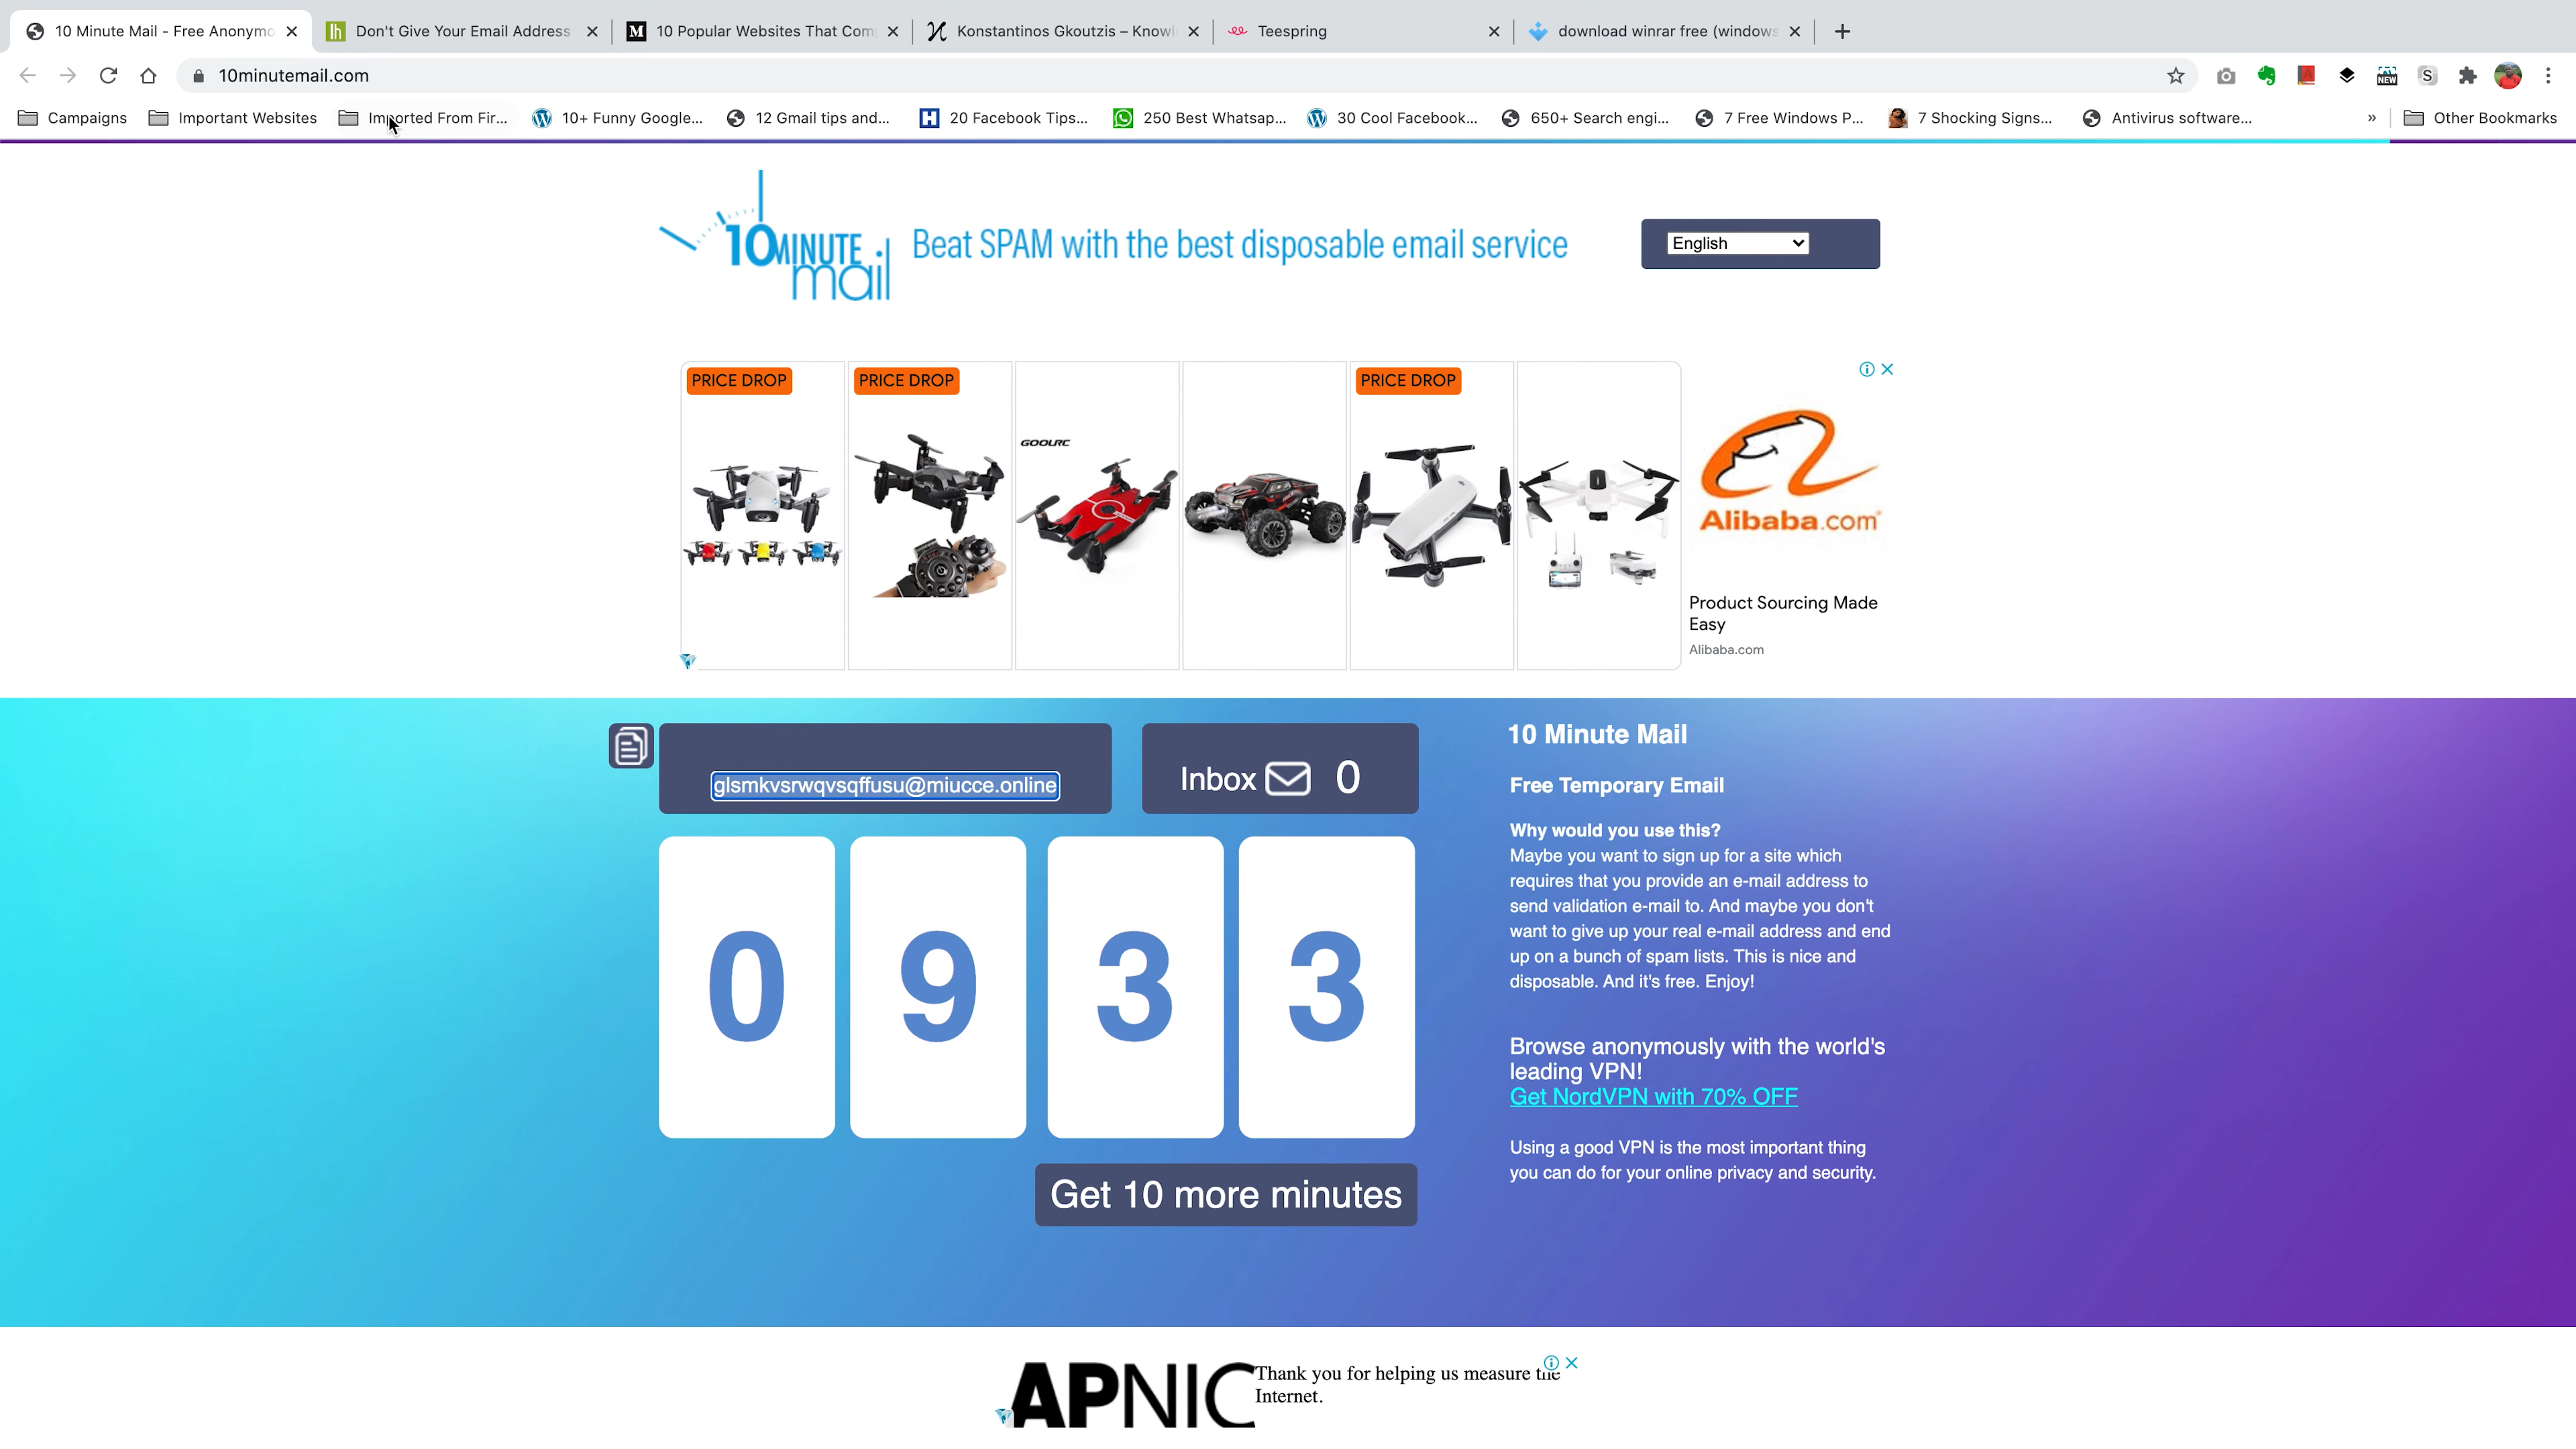 10 Minute Mail - Free Anonymo
Don't Give Your Email Address
10 Popular Websites That Com
Konstantinos Gkoutzis – Knowl
Teespring
download winrar free (windows
10minutemail.com
Campaigns
Important Websites
Imported From Fir...
10+ Funny Google...
12 Gmail tips and...
20 Facebook Tips...
250 Best Whatsap...
30 Cool Facebook...
650+ Search engi...
7 Free Windows P...
7 Shocking Signs...
Antivirus software...
»
Other Bookmarks
10MINUTE
mail
Beat SPAM with the best disposable email service
English
PRICE DROP
PRICE DROP
GOOLRC
PRICE DROP
Alibaba.com
Product Sourcing Made
Easy
Alibaba.com
glsmkvsrwqvsqffusu@miucce.online
Inbox 0
0 9 3 3
Get 10 more minutes
10 Minute Mail
Free Temporary Email
Why would you use this?
Maybe you want to sign up for a site which
requires that you provide an e-mail address to
send validation e-mail to. And maybe you don't
want to give up your real e-mail address and end
up on a bunch of spam lists. This is nice and
disposable. And it's free. Enjoy!
Browse anonymously with the world's
leading VPN!
Get NordVPN with 70% OFF
Using a good VPN is the most important thing
you can do for your online privacy and security.
APNIC
Thank you for helping us measure the
Internet.